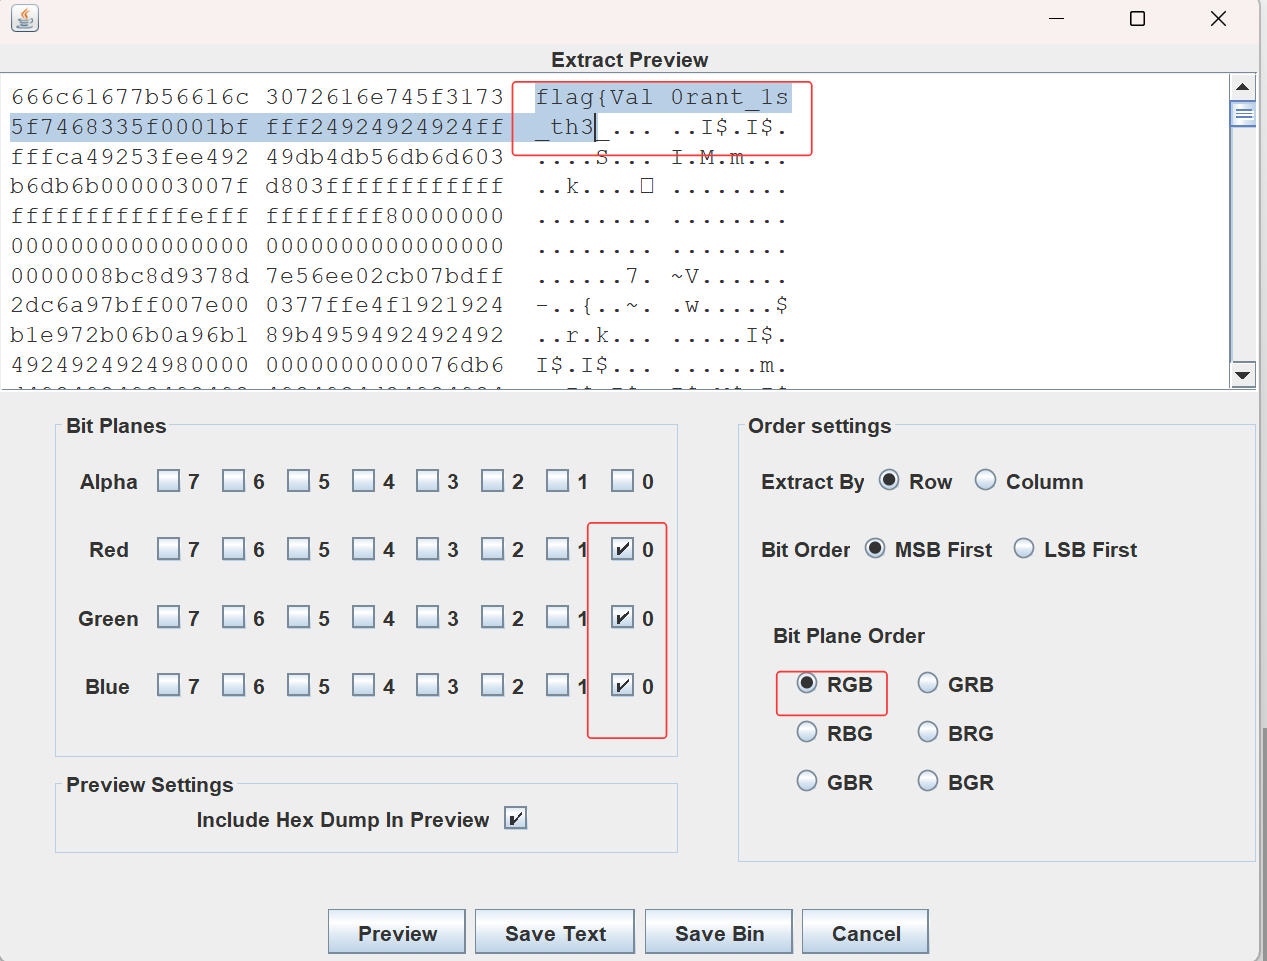 Extract Preview
666c61677b56616c 3072616e745f3173 flag{Val 0rant_1s
5f7468335f0001bf fff24924924924ff _th3_... ..I$.I$.
fffca49253fee492 49db4db56db6d603 ....S... I.M.m...
b6db6b000003007f d803ffffffffffff ..k....□ ........
ffffffffffffefff ffffffff80000000 ........ ........
0000000000000000 0000000000000000 ........ ........
0000008bc8d9378d 7e56ee02cb07bdff ......7. ~V......
2dc6a97bff007e00 0377ffe4f1921924 -..{..~. .w.....$
b1e972b06b0a96b1 89b4959492492492 ..r.k... .....I$.
4924924924980000 0000000000076db6 I$.I$... ......m.
Bit Planes
Alpha 7 6 5 4 3 2 1 0
Red 7 6 5 4 3 2 1 0
Green 7 6 5 4 3 2 1 0
Blue 7 6 5 4 3 2 1 0
Preview Settings
Include Hex Dump In Preview
Order settings
Extract By Row Column
Bit Order MSB First LSB First
Bit Plane Order
RGB GRB
RBG BRG
GBR BGR
Preview Save Text Save Bin Cancel